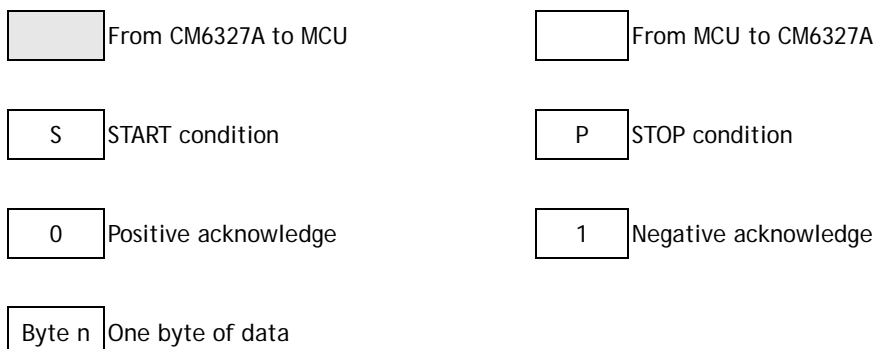 From CM6327A to MCU
From MCU to CM6327A
S START condition
P STOP condition
0 Positive acknowledge
1 Negative acknowledge
Byte n One byte of data